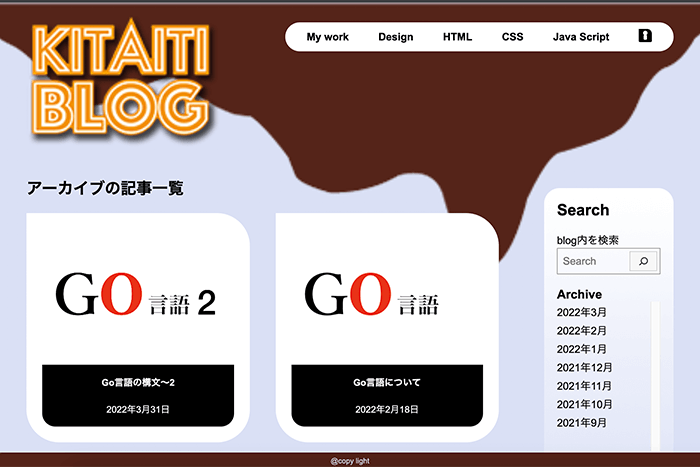 KITAITI
BLOG
My work Design HTML CSS Java Script
アーカイブの記事一覧
GO 言語 2
Go言語の構文〜2
2022年3月31日
GO 言語
Go言語について
2022年2月18日
Search
blog内を検索
Search
Archive
2022年3月
2022年2月
2022年1月
2021年12月
2021年11月
2021年10月
2021年9月
@copy light